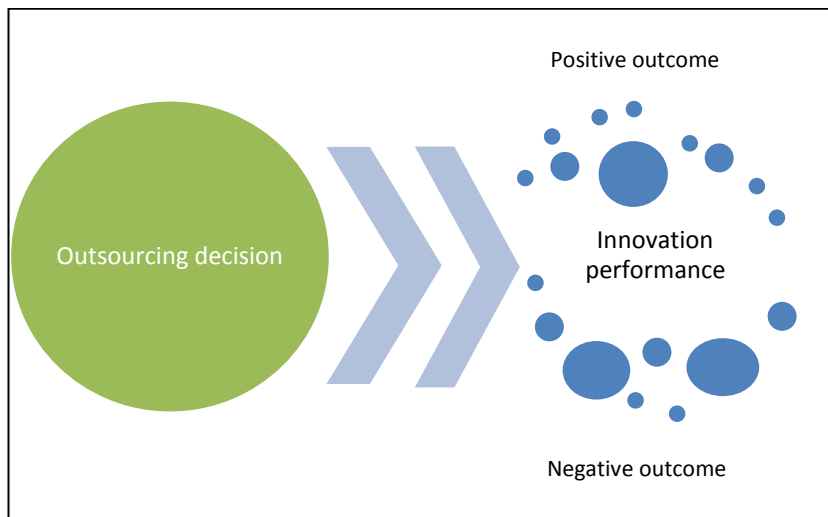 Positive outcome
Outsourcing decision
Innovation
performance
Negative outcome